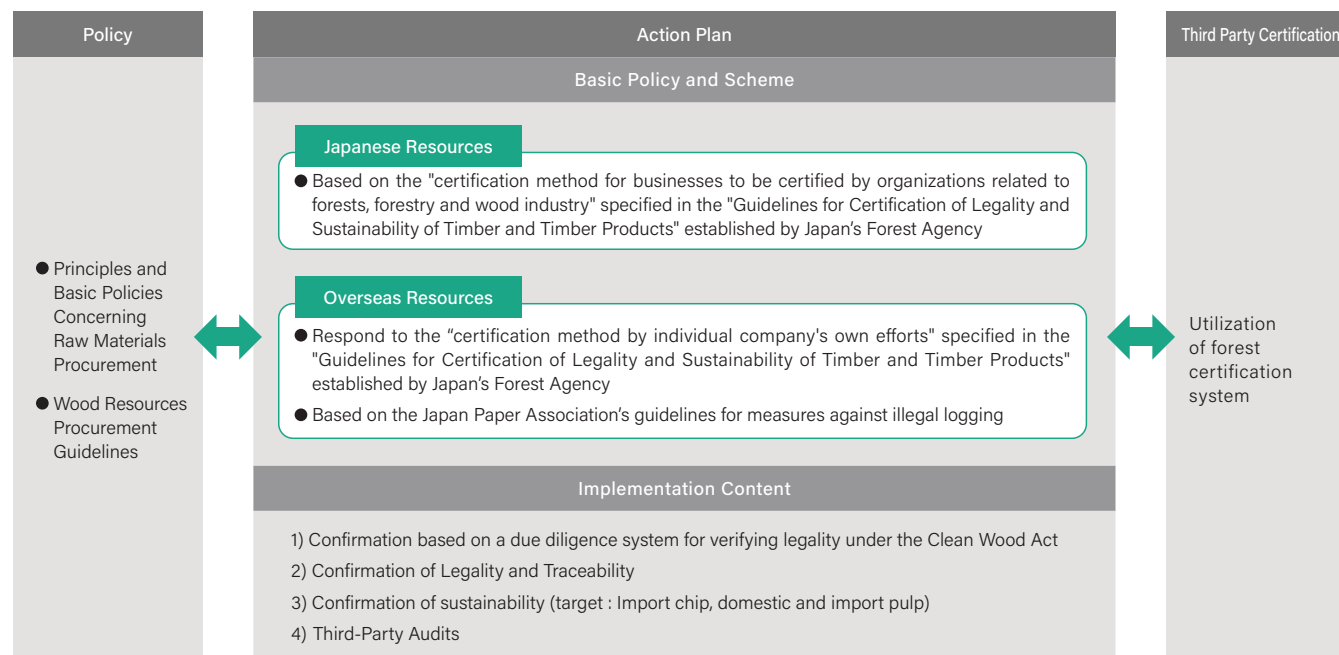 Policy
● Principles and
Basic Policies
Concerning
Raw Materials
Procurement
● Wood Resources
Procurement
Guidelines
Action Plan
Basic Policy and Scheme
Japanese Resources
● Based on the "certification method for businesses to be certified by organizations related to
forests, forestry and wood industry" specified in the "Guidelines for Certification of Legality and
Sustainability of Timber and Timber Products" established by Japan's Forest Agency
Overseas Resources
● Respond to the “certification method by individual company's own efforts" specified in the
"Guidelines for Certification of Legality and Sustainability of Timber and Timber Products"
established by Japan's Forest Agency
● Based on the Japan Paper Association's guidelines for measures against illegal logging
Implementation Content
1) Confirmation based on a due diligence system for verifying legality under the Clean Wood Act
2) Confirmation of Legality and Traceability
3) Confirmation of sustainability (target : Import chip, domestic and import pulp)
4) Third-Party Audits
Third Party Certification
Utilization
of forest
certification
system